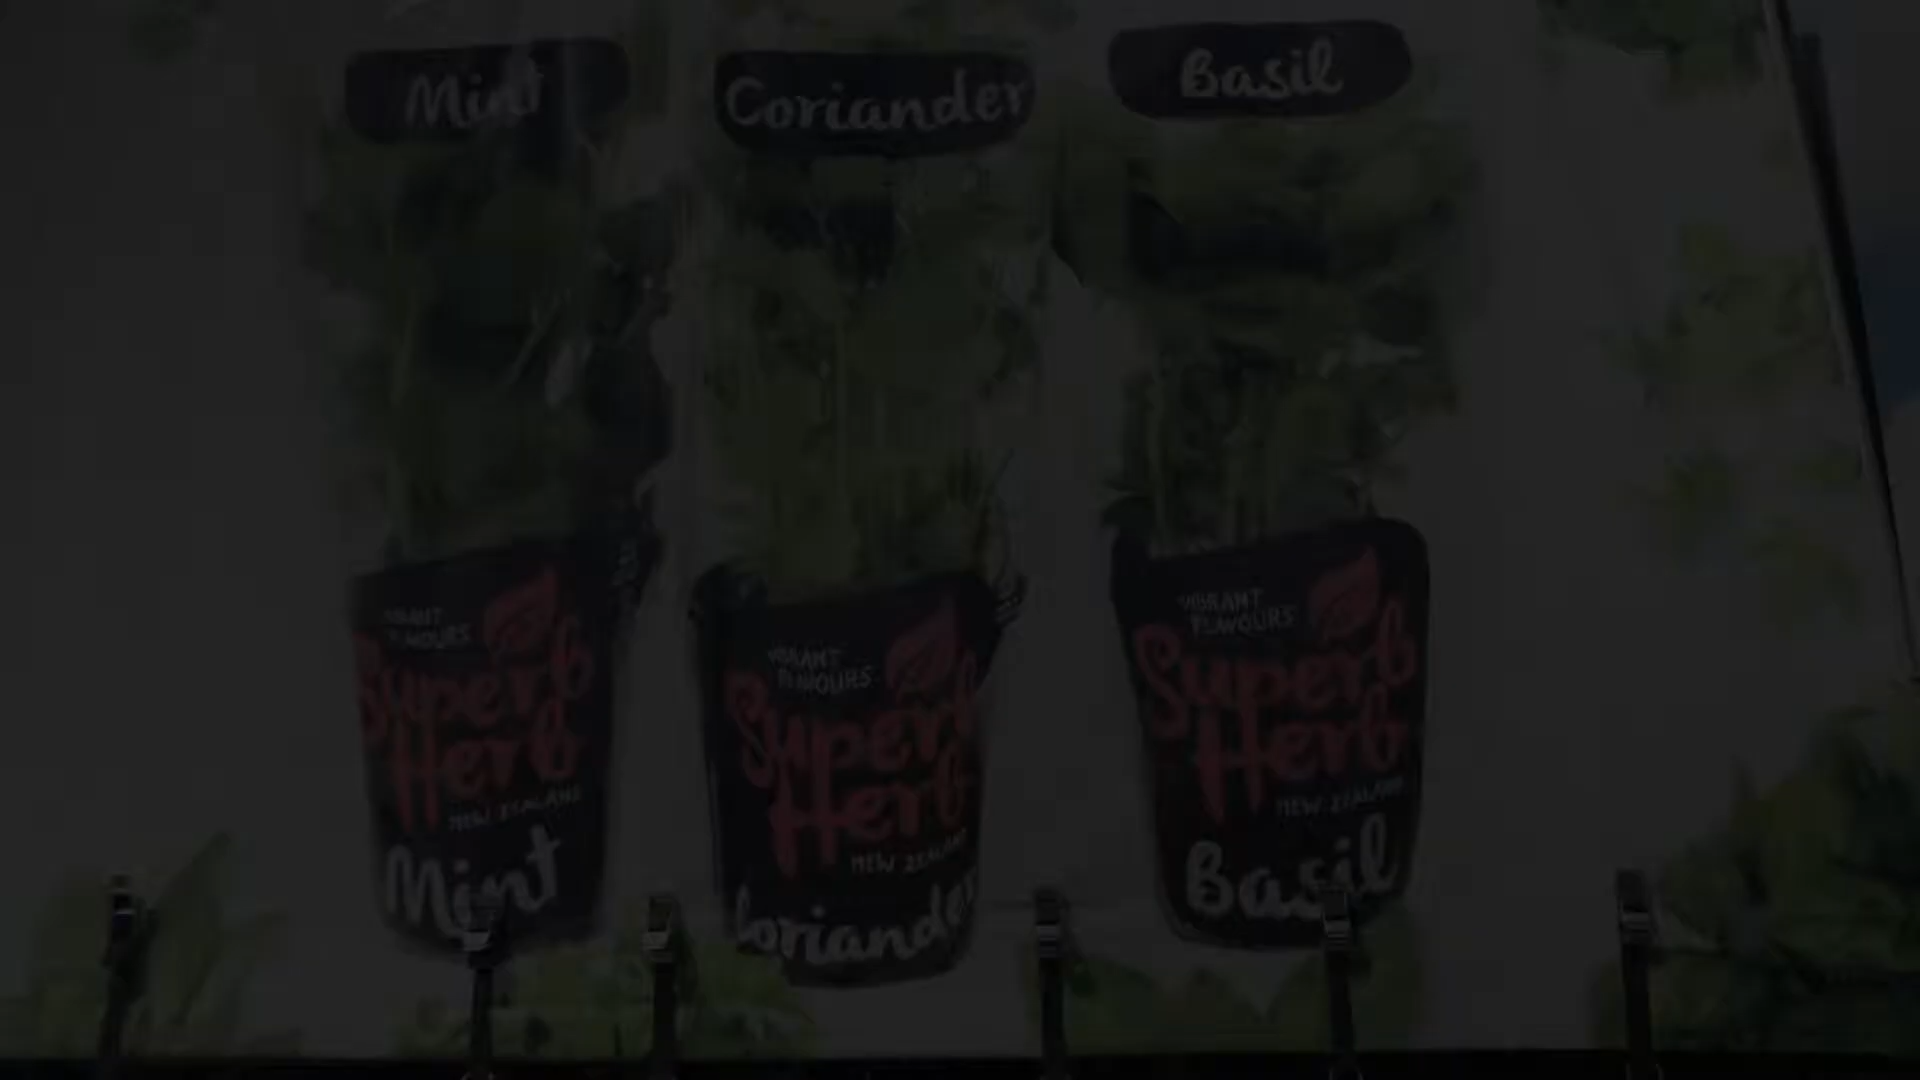 Mint
Coriander
Basil
VIBRANT
FLAVOURS
Superb
Herb
NEW ZEALAND
Mint
VIBRANT
FLAVOURS
Superb
Herb
NEW ZEALAND
Coriander
VIBRANT
FLAVOURS
Superb
Herb
NEW ZEALAND
Basil